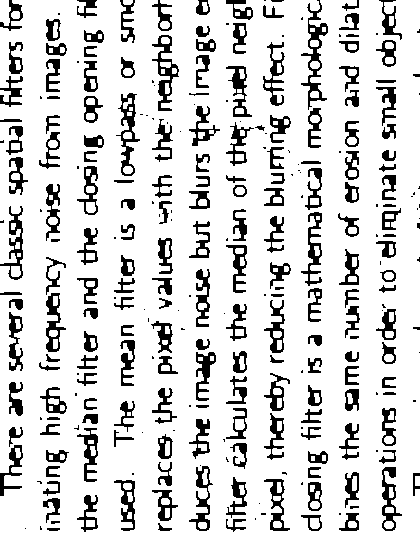 There are several classic spatial filters for
inating high frequency noise from images.
the median filter and the closing opening fi
used. The mean filter is a lowpass or smo
replaces the pixel values with the neighborh
duces the image noise but blurs the image e
filter calculates the median of the pixel neigh
pixel, thereby reducing the blurring effect. Fi
closing filter is a mathematical morphologic
bines the same number of erosion and dilat
operations in order to eliminate small object